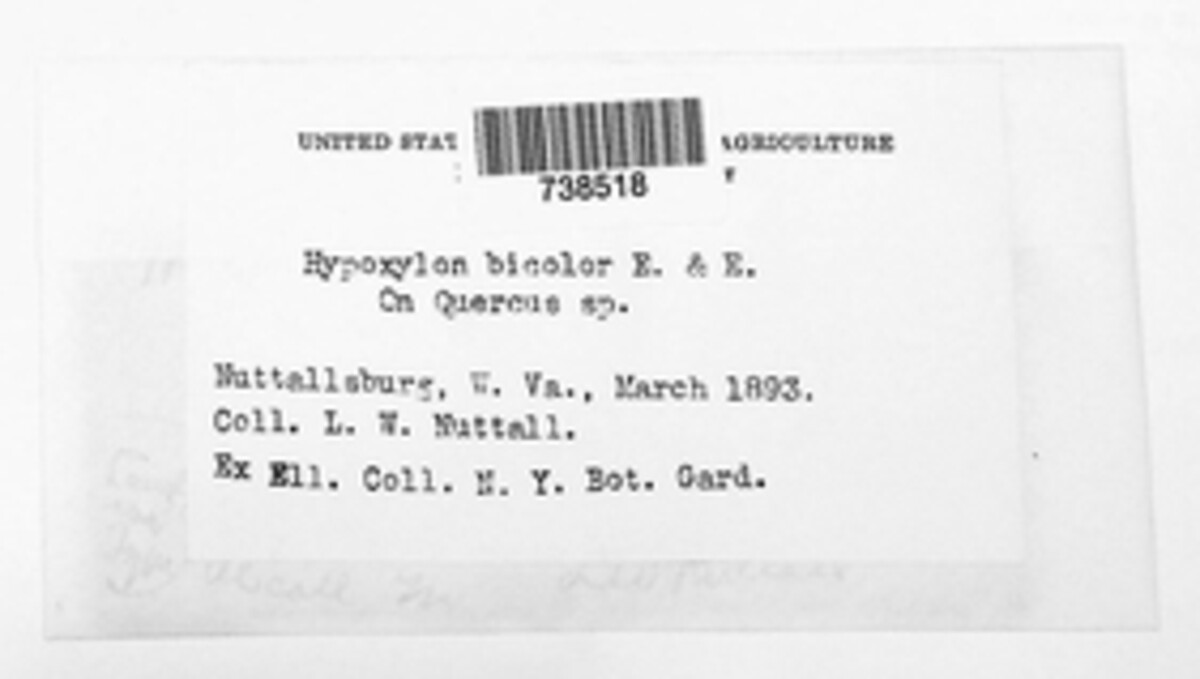 UNITED STAT AGRICULTURE
738518
Hypoxylon bicolor E. & E.
On Quercus sp.
Nuttallsburg, W. Va., March 1893.
Coll. L. W. Nuttall.
Ex Ell. Coll. N. Y. Bot. Gard.